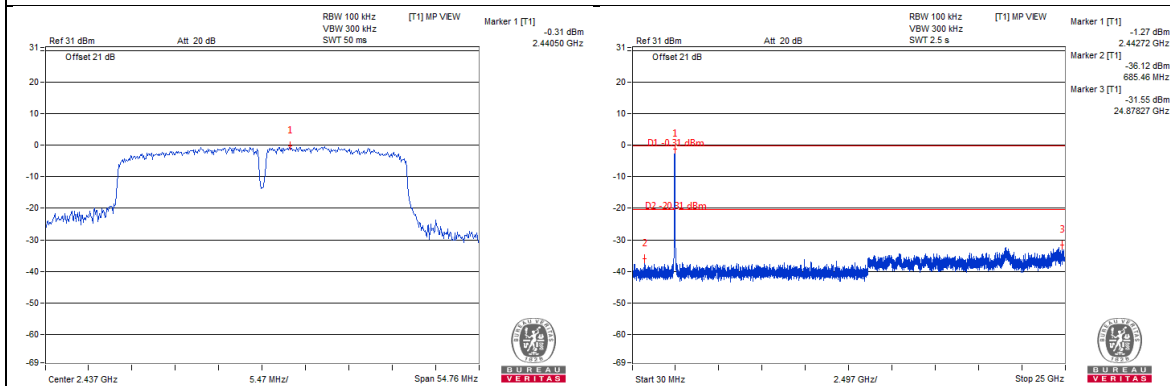 RBW 100 kHz
[T1] MP VIEW
VBW 300 kHz
Ref 31 dBm
Att 20 dB
SWT 50 ms
Marker 1 [T1]
-0.31 dBm
2.44050 GHz
31
Offset 21 dB
20
10
0
-10
-20
-30
-40
-50
-60
-69
1
Center 2.437 GHz
5.47 MHz/
Span 54.76 MHz
BUREAU VERITAS
1828
BUREAU
VERITAS
RBW 100 kHz
[T1] MP VIEW
VBW 300 kHz
Ref 31 dBm
Att 20 dB
SWT 2.5 s
Marker 1 [T1]
-1.27 dBm
2.44272 GHz
Marker 2 [T1]
-36.12 dBm
685.46 MHz
Marker 3 [T1]
-31.55 dBm
24.87827 GHz
31
Offset 21 dB
20
10
0
-10
-20
-30
-40
-50
-60
-69
1
D1 -0.31 dBm
D2 -20.31 dBm
2
3
Start 30 MHz
2.497 GHz/
Stop 25 GHz
BUREAU VERITAS
1828
BUREAU
VERITAS